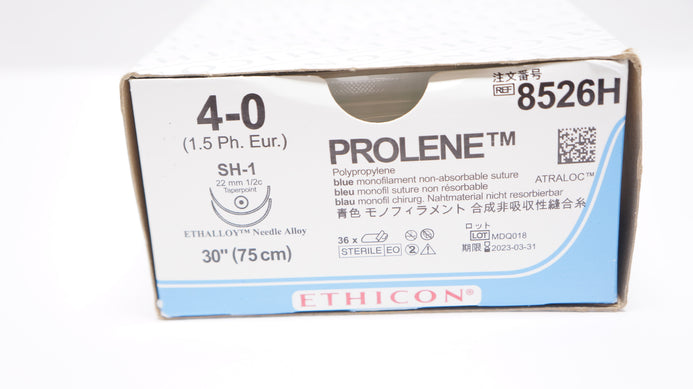 4-0
(1.5 Ph. Eur.)
SH-1
22 mm 1/2c
Taperpoint
ETHALLOY™ Needle Alloy
30" (75 cm)
PROLENE™
Polypropylene
blue monofilament non-absorbable suture
bleu monofil suture non résorbable
blau monofil chirurg. Nahtmaterial nicht resorbierbar
青色 モノフィラメント 合成非吸収性縫合糸
36 x
STERILE EO
2
注文番号
REF 8526H
ATRALOC™
ロット
LOT MDQ018
期限 2023-03-31
ETHICON®